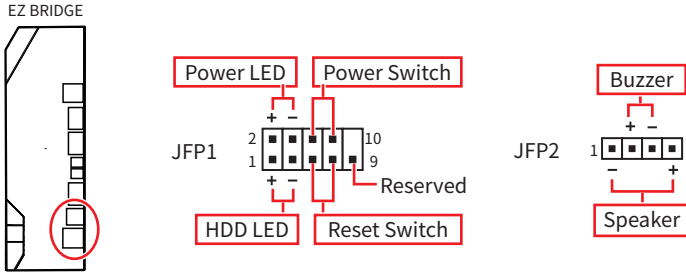 EZ BRIDGE
Power LED Power Switch
+ −
2 10
JFP1
1 9
+ −
Reserved
HDD LED Reset Switch
Buzzer
+ −
JFP2 1
− +
Speaker